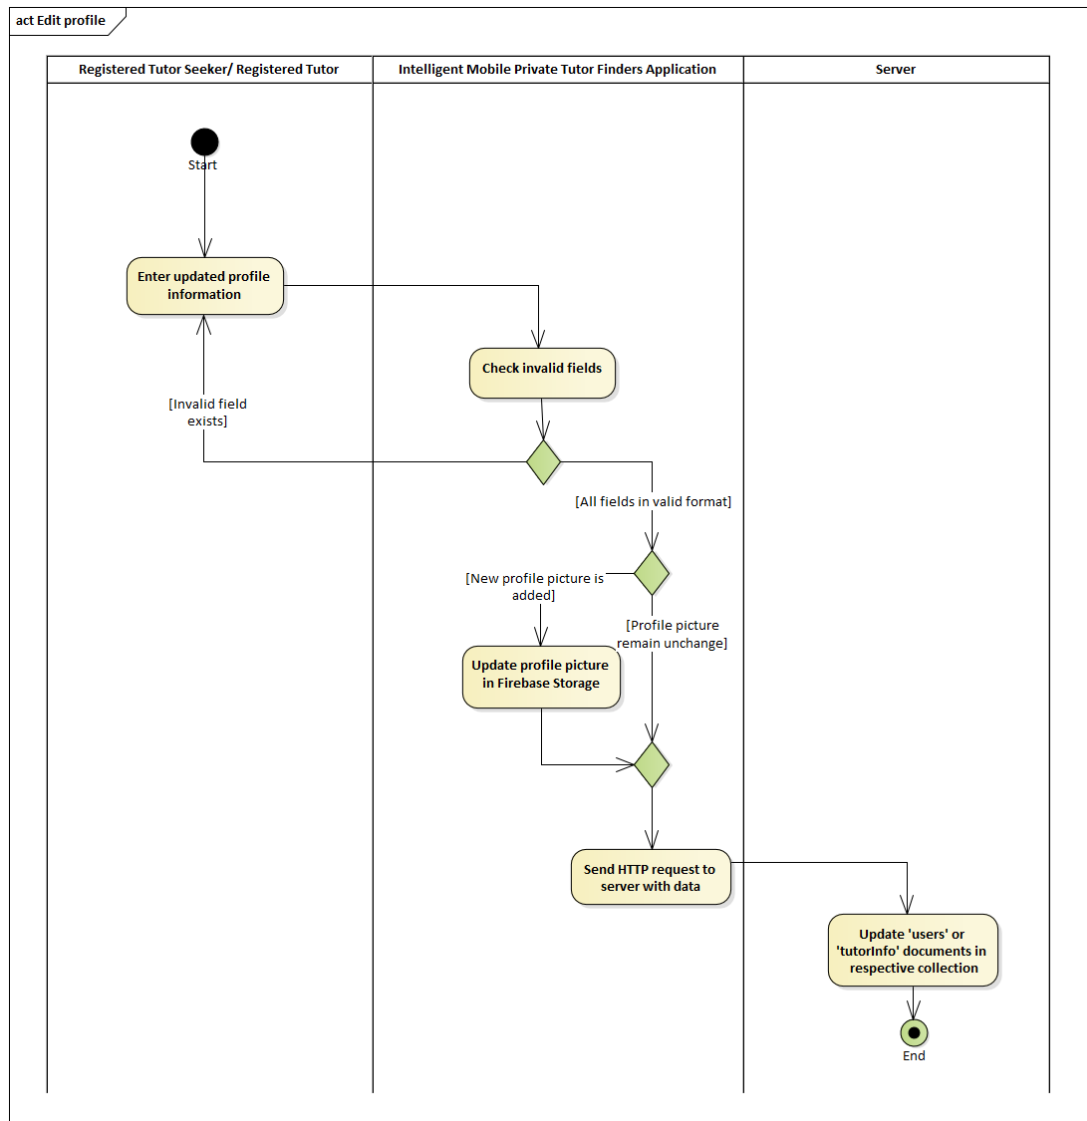 act Edit profile
Registered Tutor Seeker/ Registered Tutor
Intelligent Mobile Private Tutor Finders Application
Server
Start
Enter updated profile
information
Check invalid fields
[Invalid field
exists]
[All fields in valid format]
[New profile picture is
added]
[Profile picture
remain unchange]
Update profile picture
in Firebase Storage
Send HTTP request to
server with data
Update 'users' or
'tutorInfo' documents in
respective collection
End